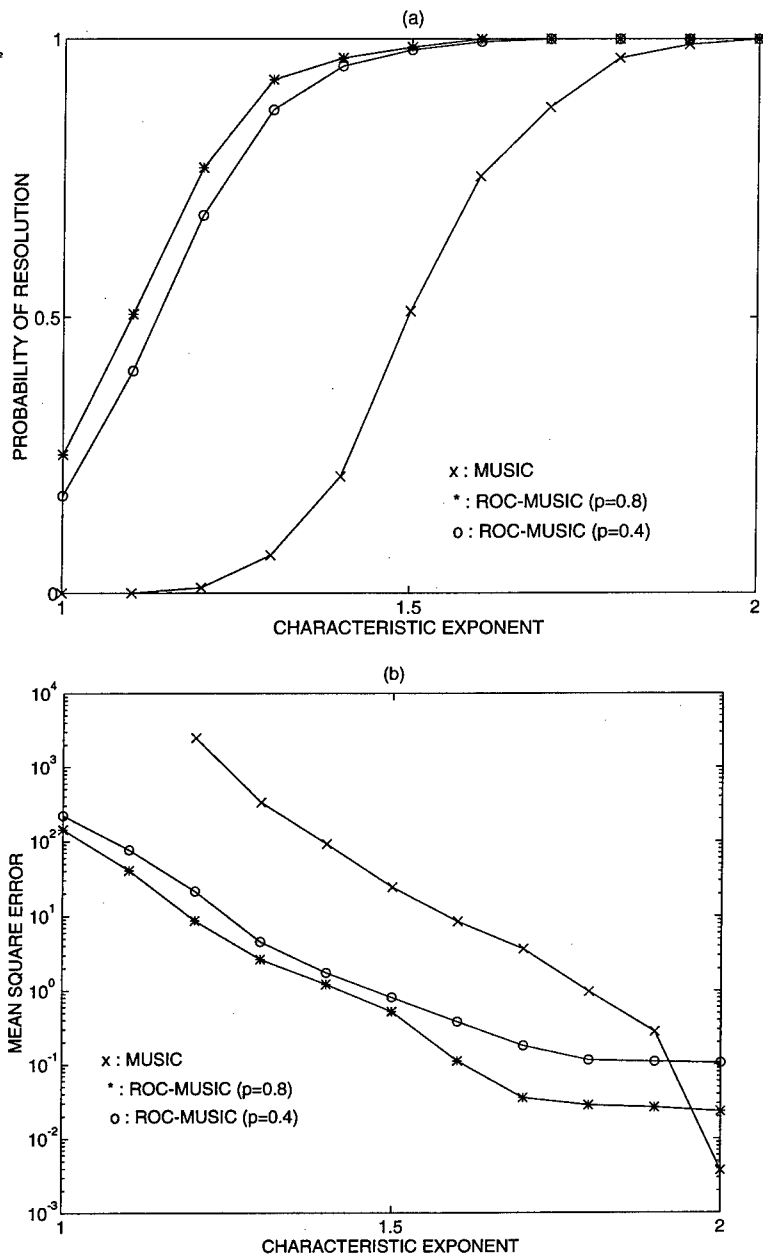 (a)
1
PROBABILITY OF RESOLUTION
0.5
x : MUSIC
* : ROC-MUSIC (p=0.8)
o : ROC-MUSIC (p=0.4)
0
1
1.5
2
CHARACTERISTIC EXPONENT
(b)
10^4
10^3
10^2
10^1
10^0
10^-1
10^-2
10^-3
MEAN SQUARE ERROR
x : MUSIC
* : ROC-MUSIC (p=0.8)
o : ROC-MUSIC (p=0.4)
1
1.5
2
CHARACTERISTIC EXPONENT